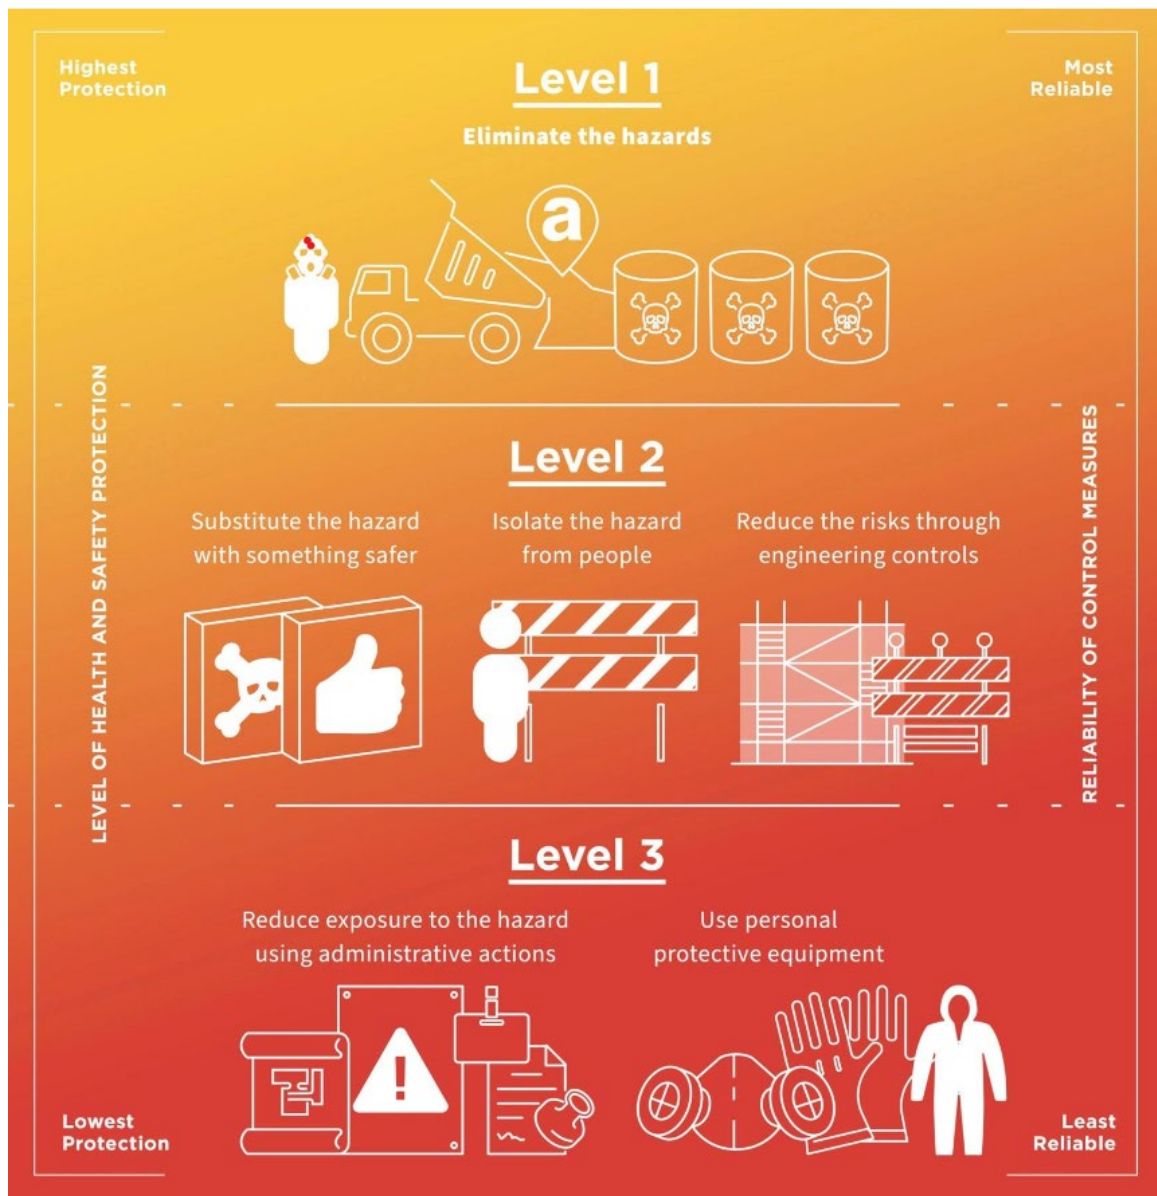 Highest
Protection
Level 1
Most
Reliable
Eliminate the hazards
a
LEVEL OF HEALTH AND SAFETY PROTECTION
RELIABILITY OF CONTROL MEASURES
Level 2
Substitute the hazard
with something safer
Isolate the hazard
from people
Reduce the risks through
engineering controls
Level 3
Reduce exposure to the hazard
using administrative actions
Use personal
protective equipment
!
Lowest
Protection
Least
Reliable